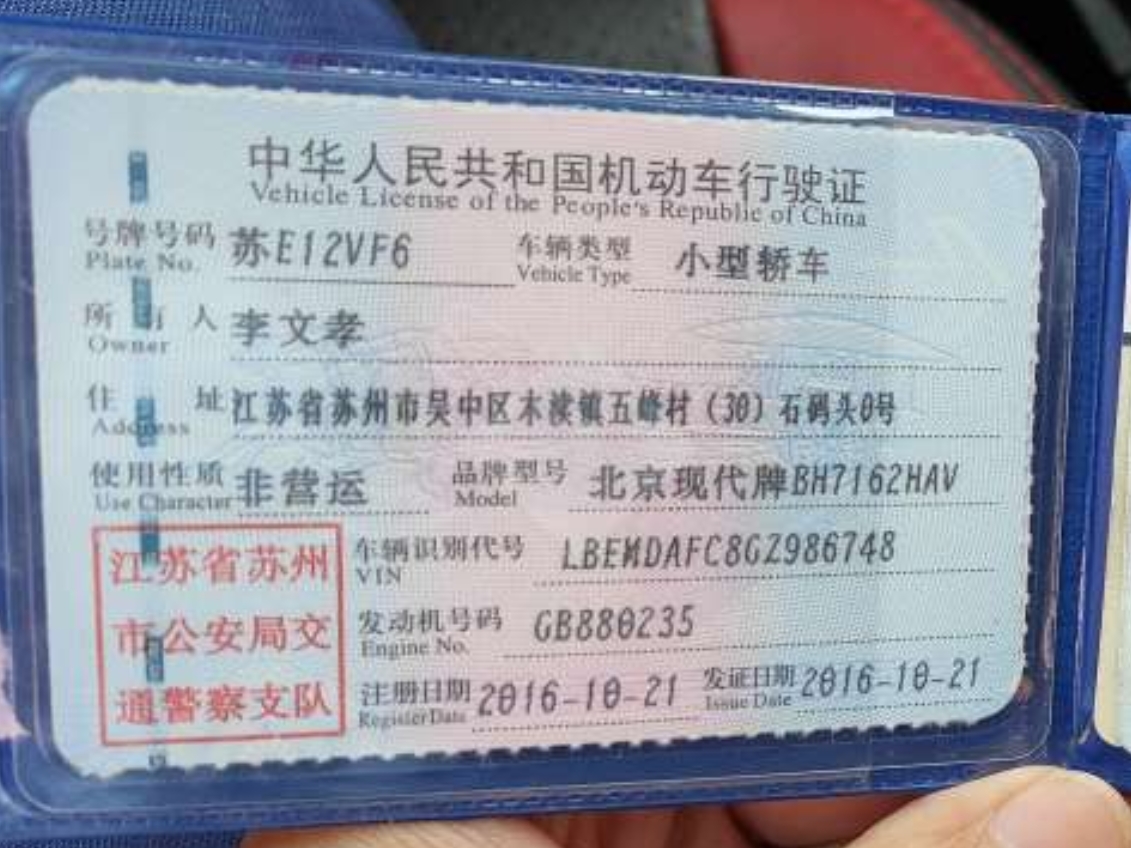 中华人民共和国机动车行驶证
Vehicle License of the People's Republic of China
号牌号码 苏E12VF6 车辆类型 小型轿车
Plate No. Vehicle Type
所有人 李文孝
Owner
住址 江苏省苏州市吴中区木渎镇五峰村（30）石码头0号
Address
使用性质 非营运 品牌型号 北京现代牌BH7162HAV
Use Character Model
江苏省苏州 车辆识别代号 LBEMDAFC8GZ986748
VIN
市公安局交 发动机号码 GB880235
Engine No.
通警察支队 注册日期 2016-10-21 发证日期 2016-10-21
Register Date Issue Date